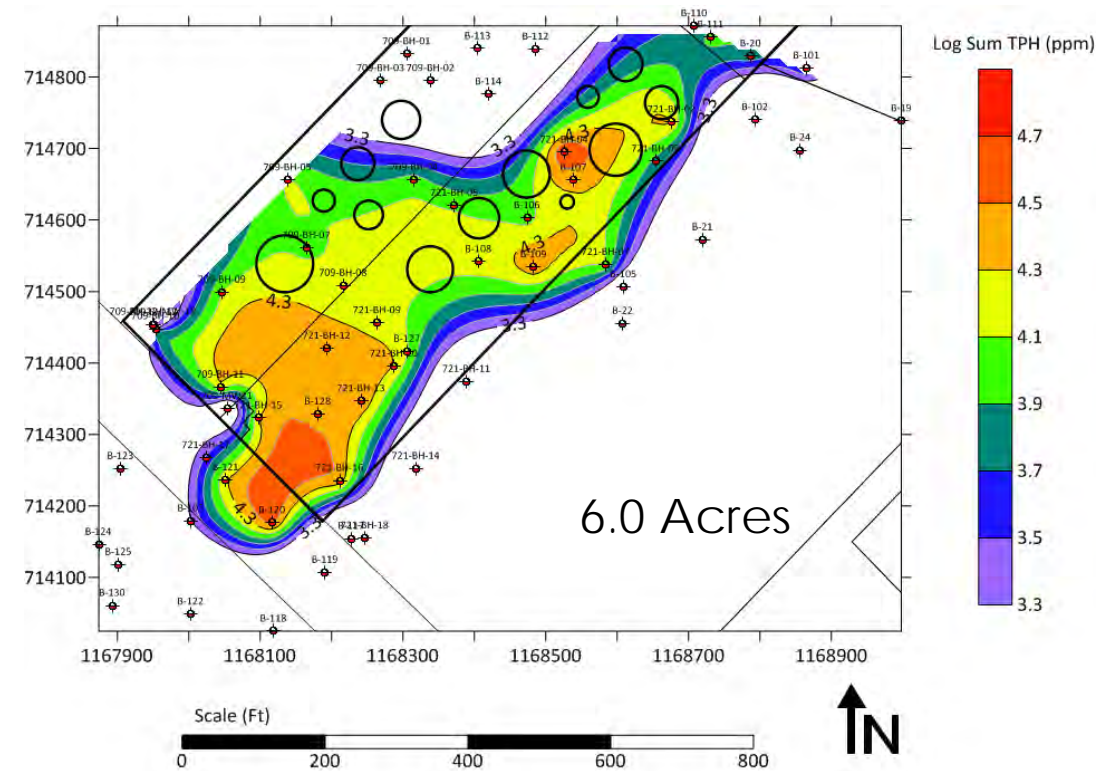 B-110
B-111
B-113
B-112
709-BH-01
B-20
B-101
Log Sum TPH (ppm)
709-BH-03
709-BH-02
B-114
714800
B-102
B-19
4.7
3.3
3.3
3.3
4.3
721-BH-04
B-24
714700
709-BH-05
B-107
4.5
721-BH-05
B-106
714600
B-21
4.3
709-BH-07
4.3
B-108
B-109
709-BH-08
B-105
709-BH-09
714500
4.3
4.1
B-22
721-BH-09
3.3
721-BH-12
B-127
714400
721-BH-11
3.9
709-BH-11
721-BH-13
B-128
714300
721-BH-14
3.7
B-123
721-BH-16
B-121
714200
4.3
B-120
3.3
6.0 Acres
3.5
B-124
B-125
B-119
714100
B-130
B-122
B-118
3.3
1167900
1168100
1168300
1168500
1168700
1168900
Scale (Ft)
0
200
400
600
800
N